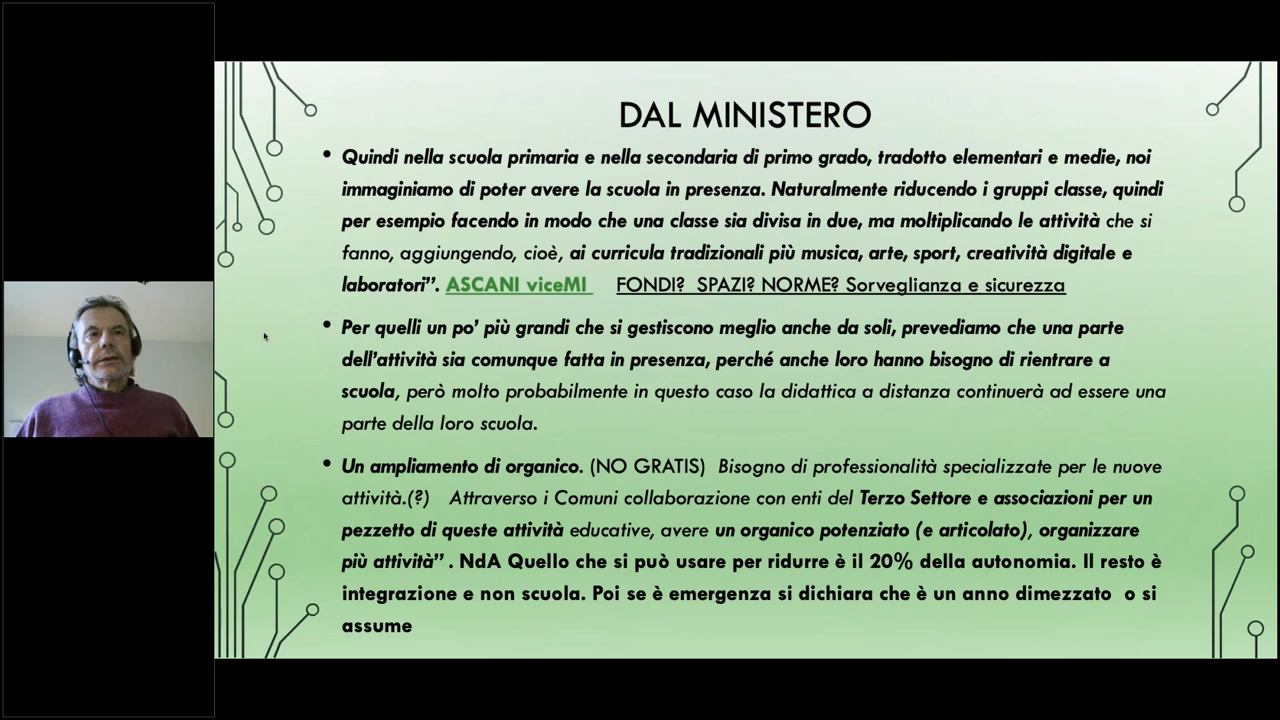 DAL MINISTERO
• Quindi nella scuola primaria e nella secondaria di primo grado, tradotto elementari e medie, noi
immaginiamo di poter avere la scuola in presenza. Naturalmente riducendo i gruppi classe, quindi
per esempio facendo in modo che una classe sia divisa in due, ma moltiplicando le attività che si
fanno, aggiungendo, cioè, ai curricula tradizionali più musica, arte, sport, creatività digitale e
laboratori”. ASCANI viceMI FONDI? SPAZI? NORME? Sorveglianza e sicurezza
• Per quelli un po’ più grandi che si gestiscono meglio anche da soli, prevediamo che una parte
dell’attività sia comunque fatta in presenza, perché anche loro hanno bisogno di rientrare a
scuola, però molto probabilmente in questo caso la didattica a distanza continuerà ad essere una
parte della loro scuola.
• Un ampliamento di organico. (NO GRATIS) Bisogno di professionalità specializzate per le nuove
attività.(?) Attraverso i Comuni collaborazione con enti del Terzo Settore e associazioni per un
pezzetto di queste attività educative, avere un organico potenziato (e articolato), organizzare
più attività” . NdA Quello che si può usare per ridurre è il 20% della autonomia. Il resto è
integrazione e non scuola. Poi se è emergenza si dichiara che è un anno dimezzato o si
assume